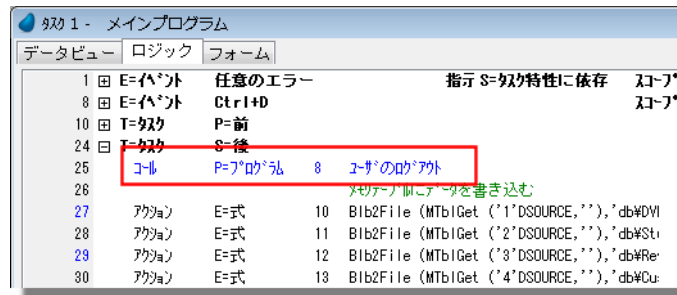 ﾀｽｸ 1 - メインプログラム
データビュー ロジック フォーム
1 E=ｲﾍﾞﾝﾄ 任意のエラー 指示 S=ﾀｽｸ特性に依存 ｽｺｰﾌﾟ
8 E=ｲﾍﾞﾝﾄ Ctrl+D ｽｺｰﾌﾟ
10 T=ﾀｽｸ P=前
24 T=ﾀｽｸ S=後
25 ｺｰﾙ P=ﾌﾟﾛｸﾞﾗﾑ 8 ﾕｰｻﾞのﾛｸﾞｱｳﾄ
26 ﾒﾓﾘﾃｰﾌﾞﾙにﾃﾞｰﾀを書き込む
27 ｱｸｼｮﾝ E=式 10 Blb2File (MTblGet ('1'DSOURCE,''),'db¥DV
28 ｱｸｼｮﾝ E=式 11 Blb2File (MTblGet ('2'DSOURCE,''),'db¥St
29 ｱｸｼｮﾝ E=式 12 Blb2File (MTblGet ('3'DSOURCE,''),'db¥Re
30 ｱｸｼｮﾝ E=式 13 Blb2File (MTblGet ('4'DSOURCE,''),'db¥Cu